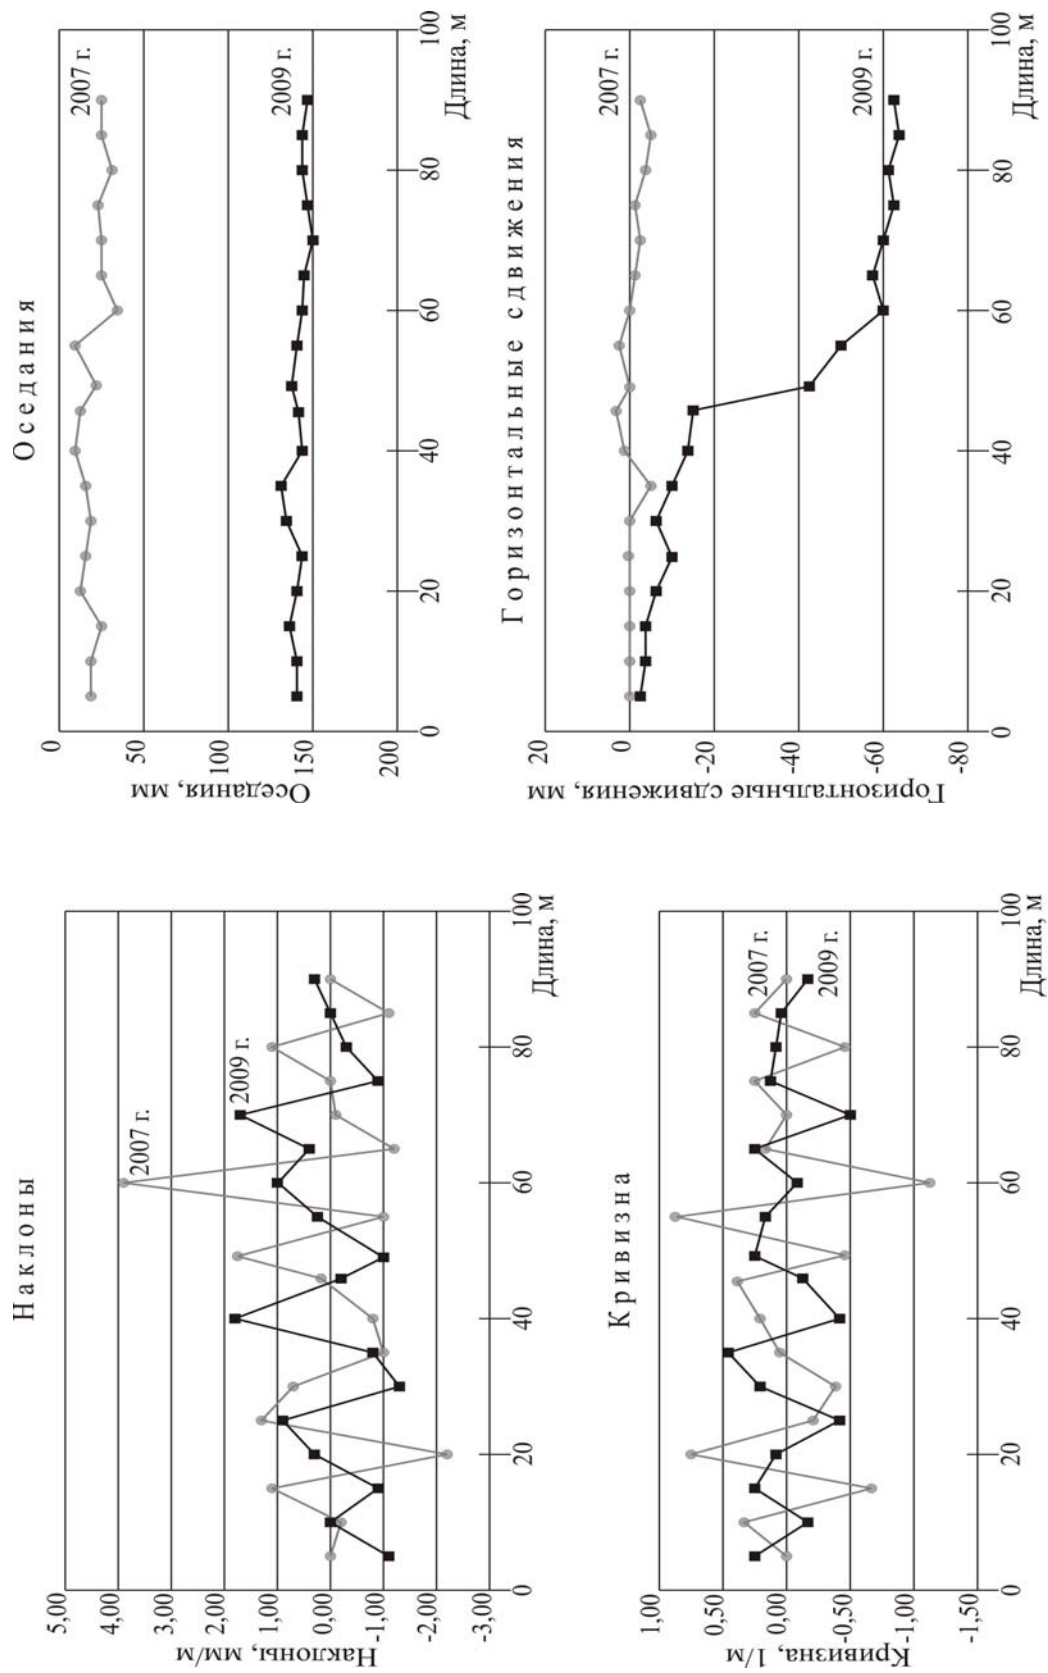 Наклоны
5,00
4,00
3,00
2,00
1,00
0,00
-1,00
-2,00
-3,00
Наклоны, мм/м
2007 г.
2009 г.
0
20
40
60
80
100
Длина, м
Оседания
0
50
100
150
200
Оседания, мм
2007 г.
2009 г.
0
20
40
60
80
100
Длина, м
Кривизна
1,00
0,50
0,00
-0,50
-1,00
-1,50
Кривизна, 1/м
2007 г.
2009 г.
0
20
40
60
80
100
Длина, м
Горизонтальные сдвижения
20
0
-20
-40
-60
-80
Горизонтальные сдвижения, мм
2007 г.
2009 г.
0
20
40
60
80
100
Длина, м